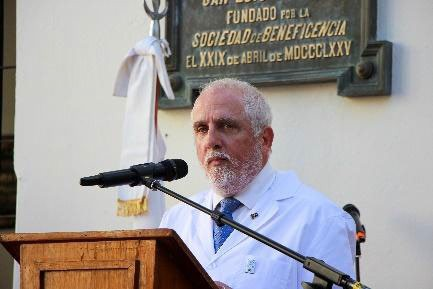 FUNDADO POR LA
SOCIEDAD DE BENEFICENCIA
EL XXIX DE ABRIL DE MDCCCLXXV